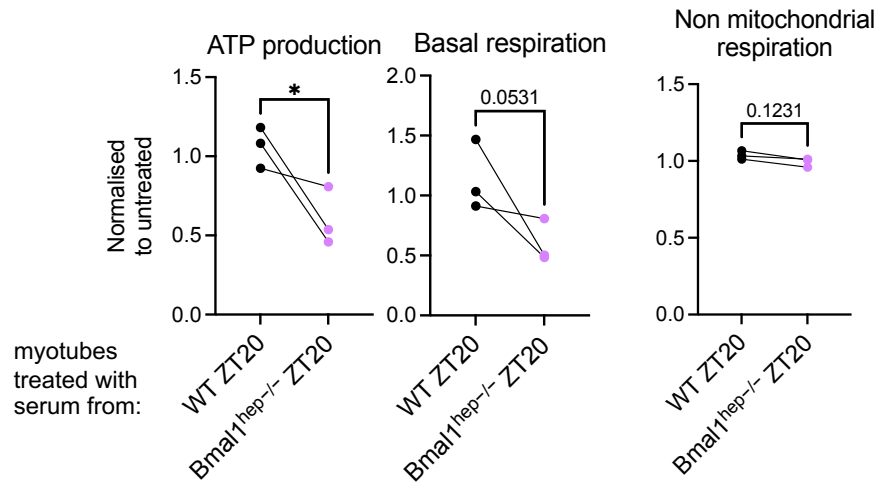 ATP production
Basal respiration
Non mitochondrial
respiration
Normalised
to untreated
1.5
1.0
0.5
0.0
*
WT ZT20
Bmal1hep−/− ZT20
2.0
1.5
1.0
0.5
0.0
0.0531
WT ZT20
Bmal1hep−/− ZT20
1.5
1.0
0.5
0.0
0.1231
WT ZT20
Bmal1hep−/− ZT20
myotubes
treated with
serum from: